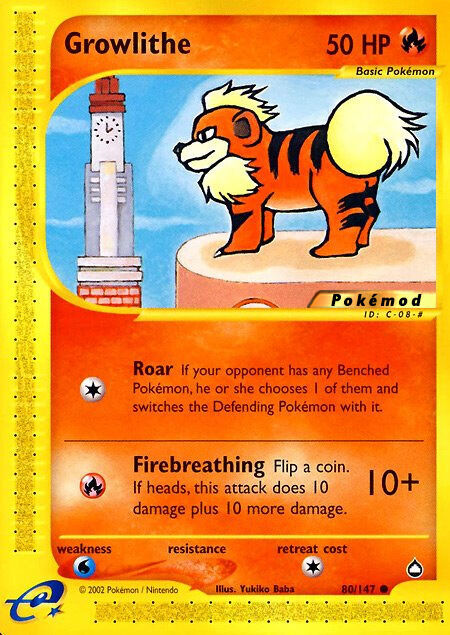 Growlithe 50 HP
Basic Pokémon
Pokémod
ID: C-08-#
Roar If your opponent has any Benched
Pokémon, he or she chooses 1 of them and
switches the Defending Pokémon with it.
Firebreathing Flip a coin.
If heads, this attack does 10
damage plus 10 more damage.
10+
weakness resistance retreat cost
© 2002 Pokémon / Nintendo Illus. Yukiko Baba 80/147 ●
e